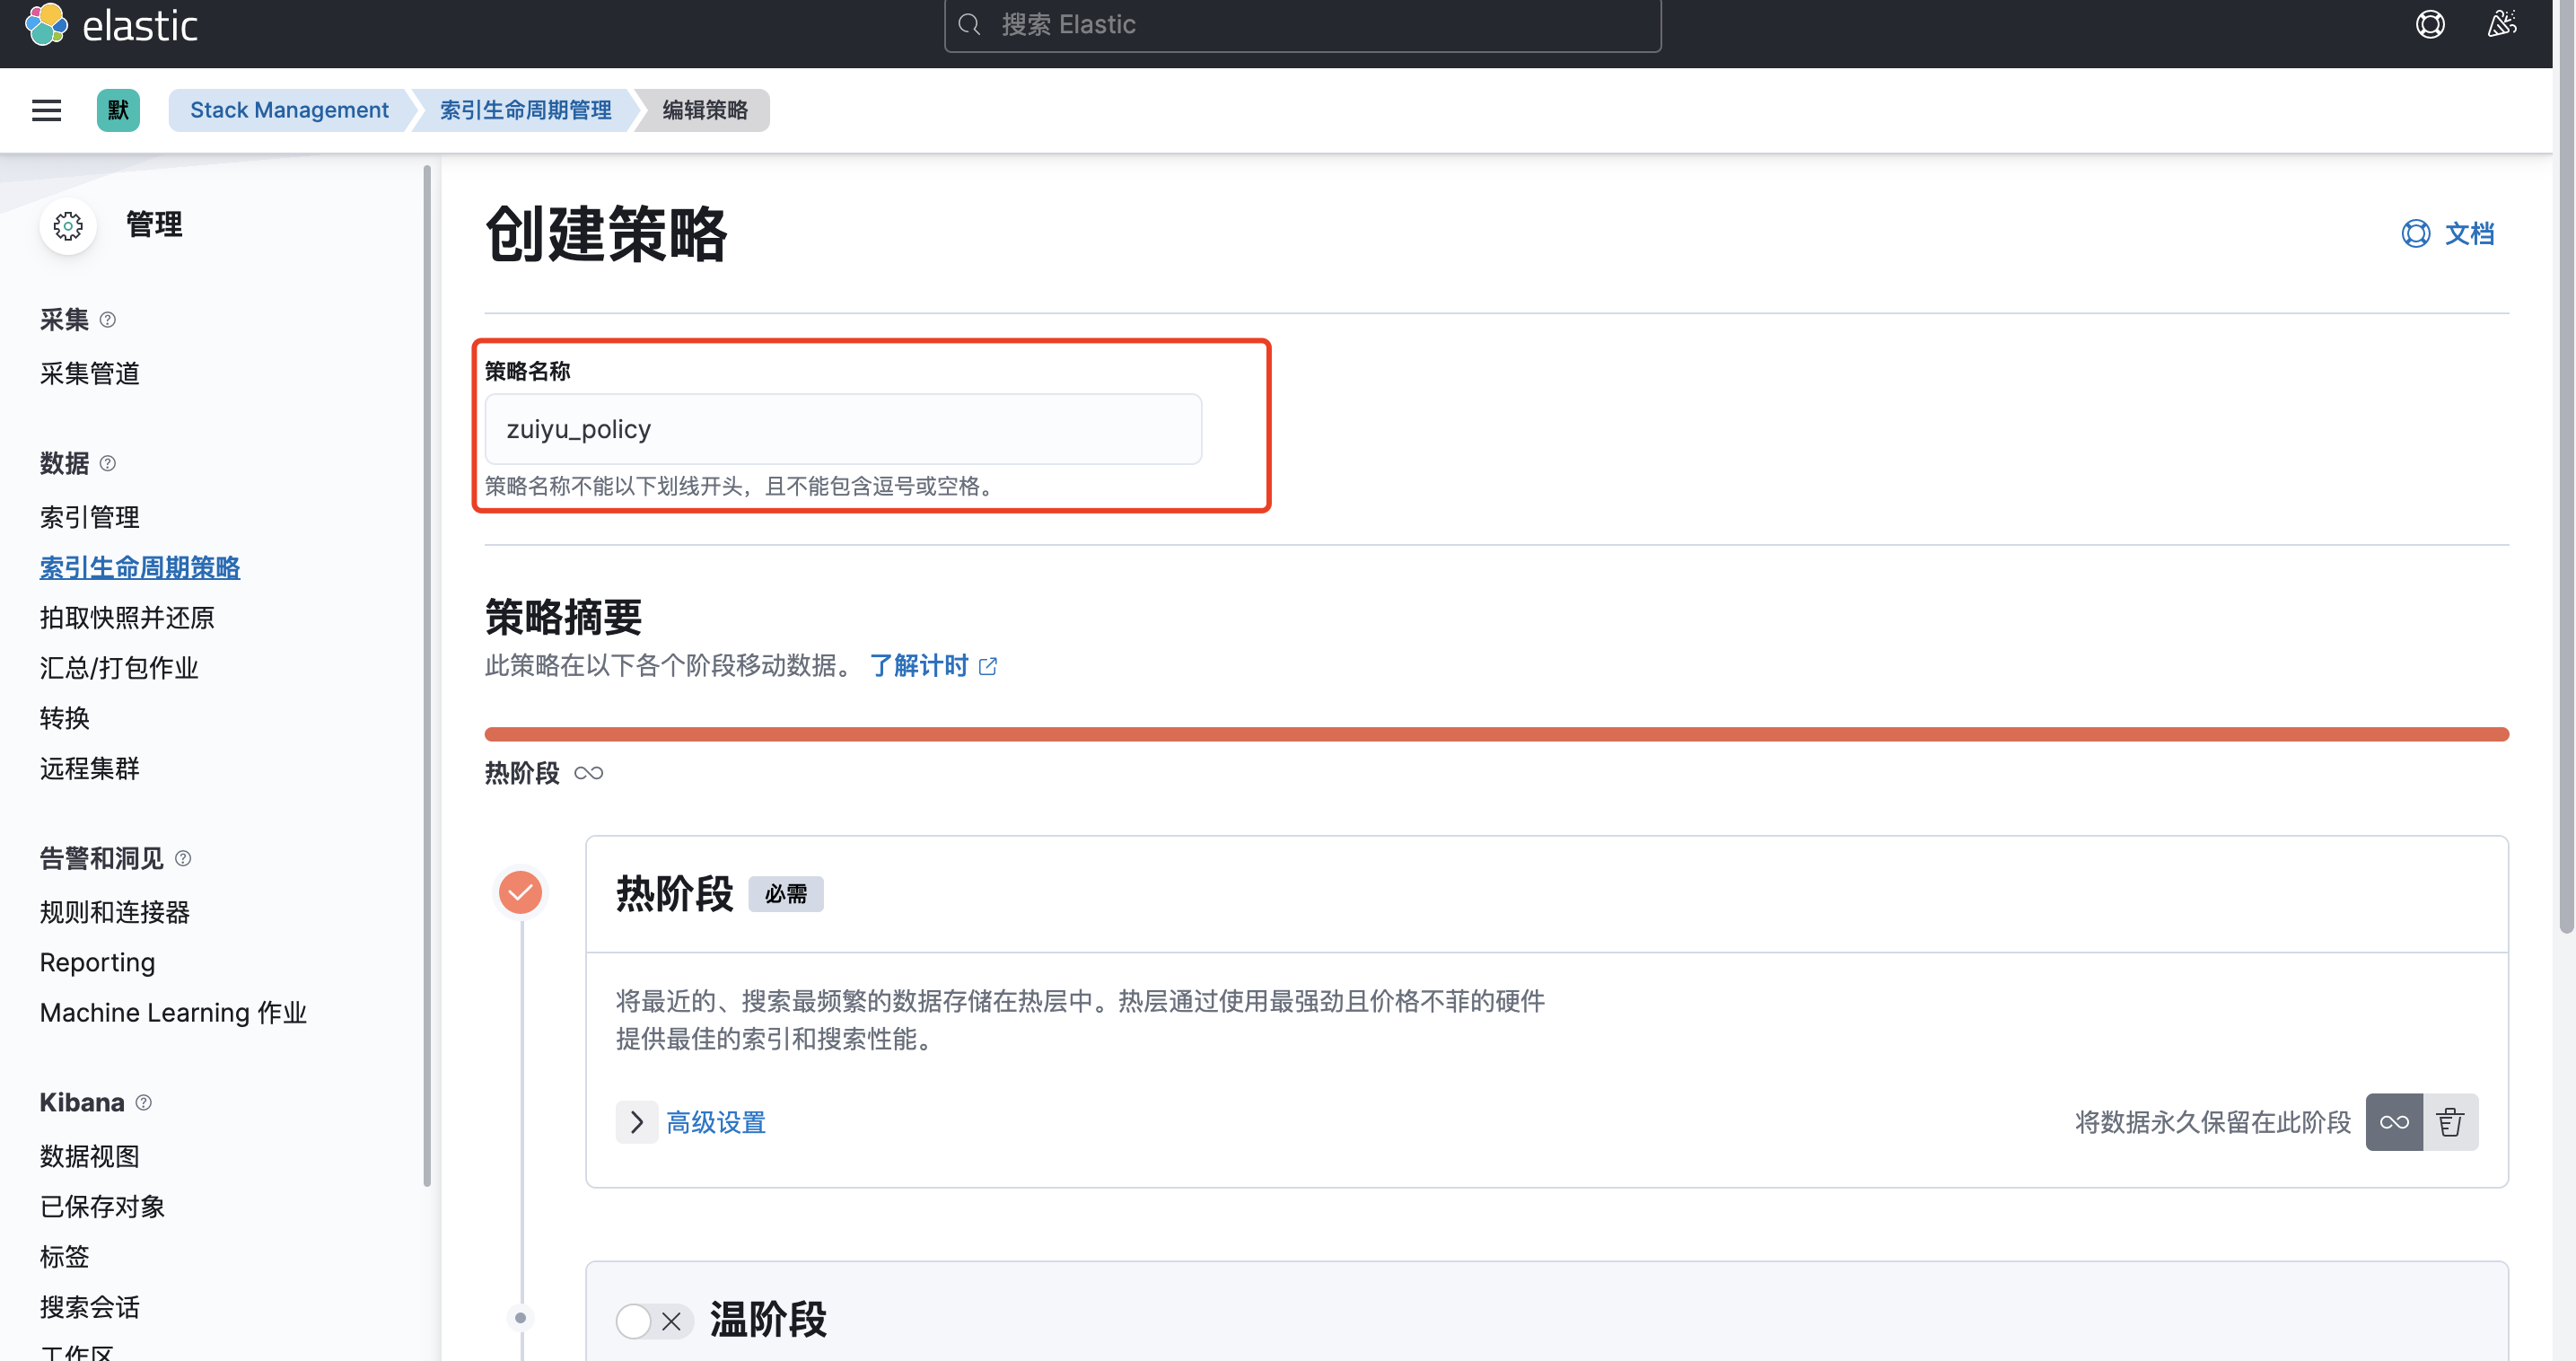 elastic
搜索 Elastic
默
Stack Management
索引生命周期管理
编辑策略
管理
采集
采集管道
数据
索引管理
索引生命周期策略
拍取快照并还原
汇总/打包作业
转换
远程集群
告警和洞见
规则和连接器
Reporting
Machine Learning 作业
Kibana
数据视图
已保存对象
标签
搜索会话
工作区
创建策略
文档
策略名称
zuiyu_policy
策略名称不能以下划线开头，且不能包含逗号或空格。
策略摘要
此策略在以下各个阶段移动数据。 了解计时
热阶段
热阶段 必需
将最近的、搜索最频繁的数据存储在热层中。热层通过使用最强劲且价格不菲的硬件
提供最佳的索引和搜索性能。
高级设置
将数据永久保留在此阶段
温阶段